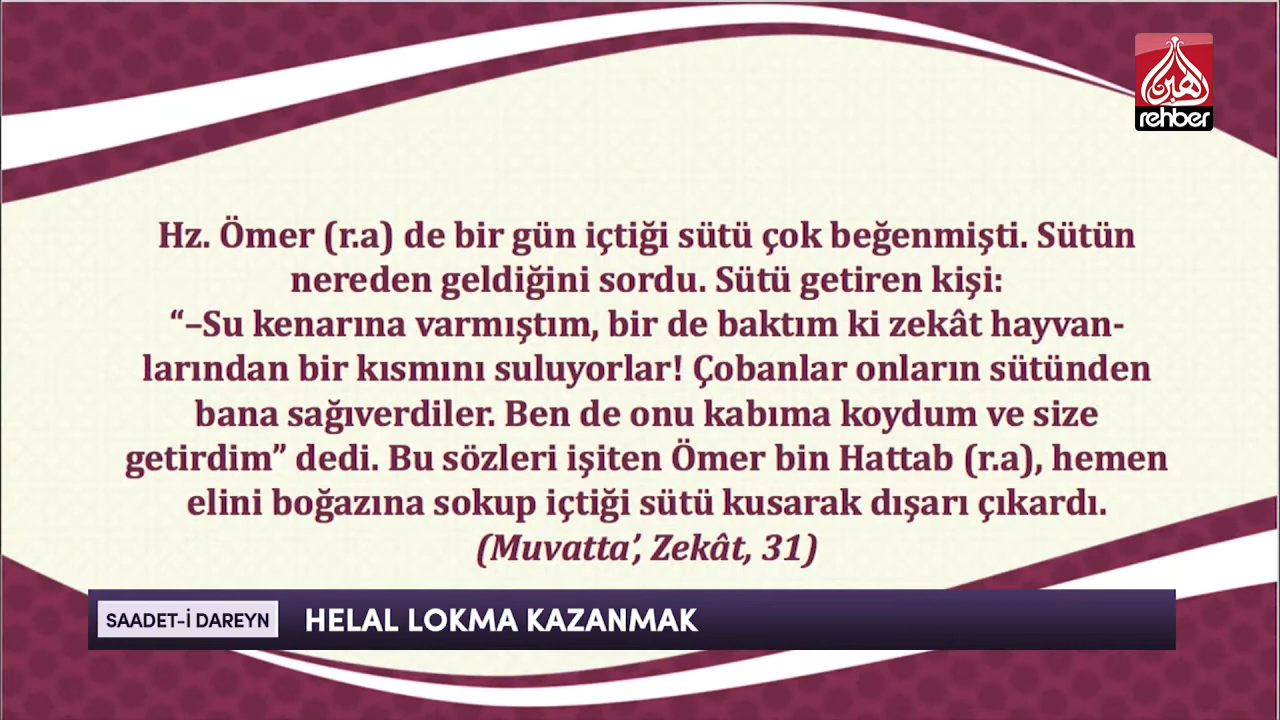 رهبر
rehber
Hz. Ömer (r.a) de bir gün içtiği sütü çok beğenmişti. Sütün
nereden geldiğini sordu. Sütü getiren kişi:
“–Su kenarına varmıştım, bir de baktım ki zekât hayvan-
larından bir kısmını suluyorlar! Çobanlar onların sütünden
bana sağıverdiler. Ben de onu kabıma koydum ve size
getirdim” dedi. Bu sözleri işiten Ömer bin Hattab (r.a), hemen
elini boğazına sokup içtiği sütü kusarak dışarı çıkardı.
(Muvatta’, Zekât, 31)
SAADET-İ DAREYN
HELAL LOKMA KAZANMAK